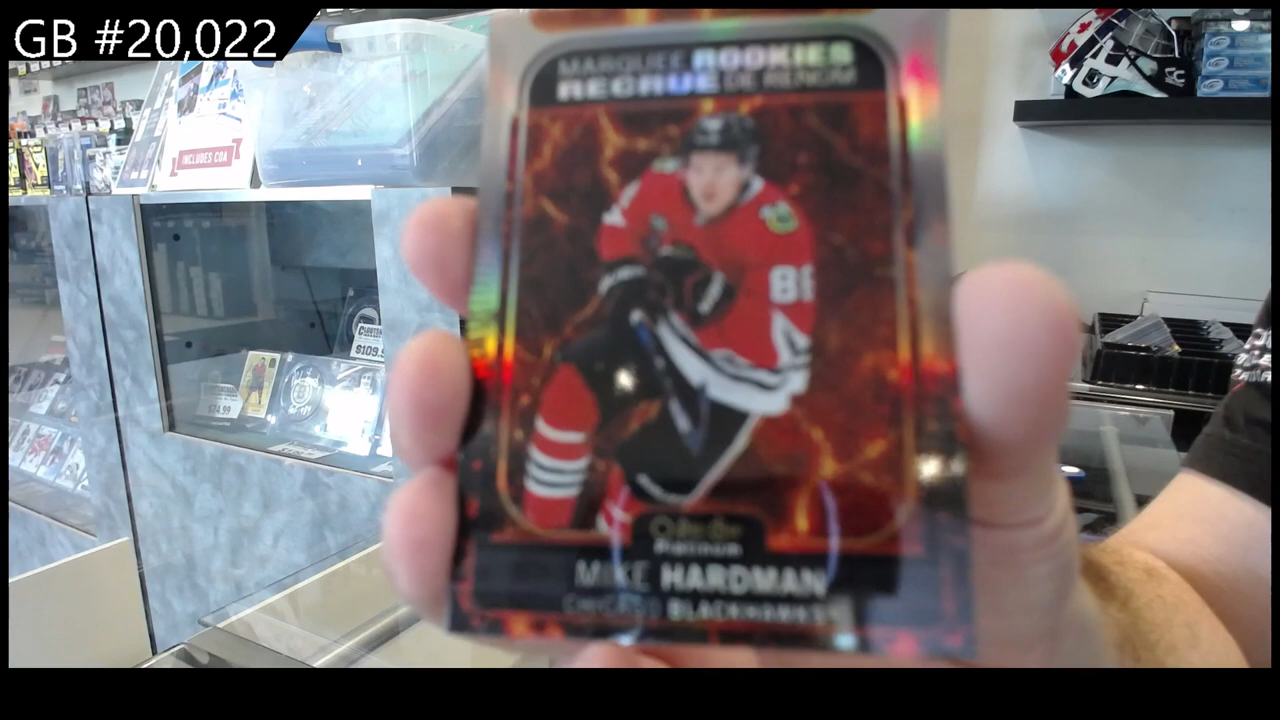 GB #20,022
INCLUDES COA
MARQUEE ROOKIES
RECRUE DE RENOM
88
$109.
$74.99
O-Pee-Chee
Platinum
MIKE HARDMAN
CHICAGO BLACKHAWKS